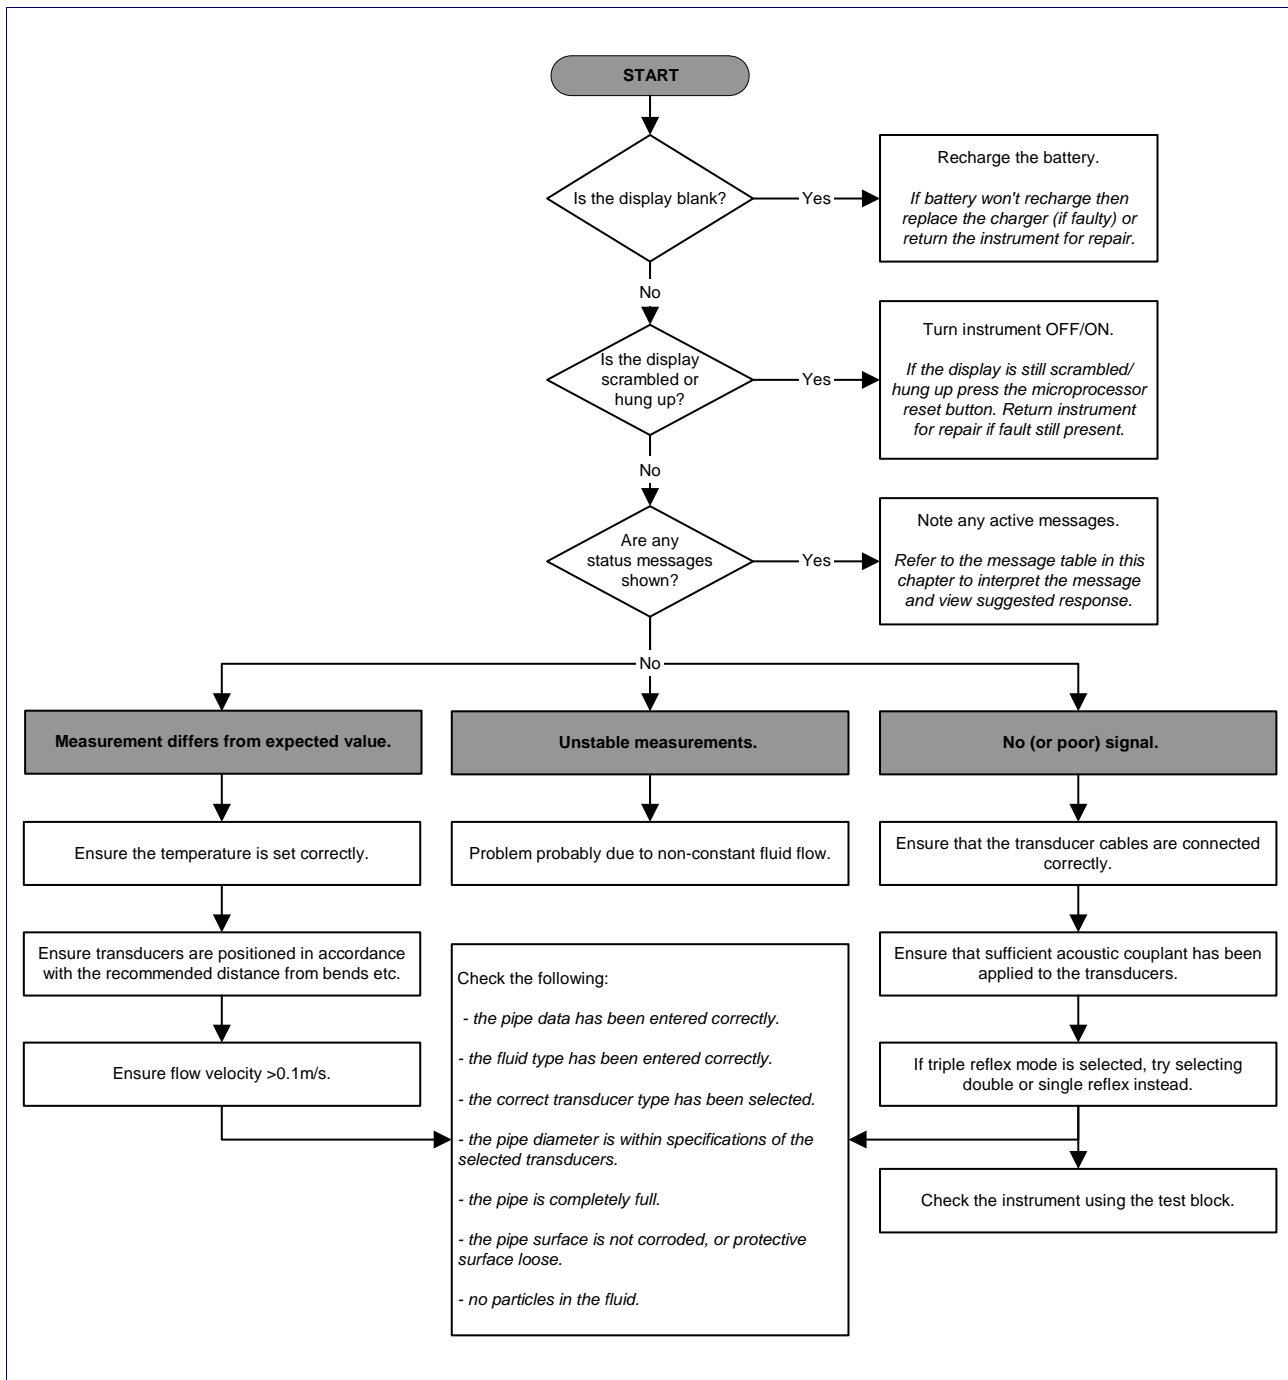 START
Is the display blank?
Yes
Recharge the battery.
If battery won't recharge then
replace the charger (if faulty) or
return the instrument for repair.
No
Is the display
scrambled or
hung up?
Yes
Turn instrument OFF/ON.
If the display is still scrambled/
hung up press the microprocessor
reset button. Return instrument
for repair if fault still present.
No
Are any
status messages
shown?
Yes
Note any active messages.
Refer to the message table in this
chapter to interpret the message
and view suggested response.
No
Measurement differs from expected value.
Ensure the temperature is set correctly.
Ensure transducers are positioned in accordance
with the recommended distance from bends etc.
Ensure flow velocity >0.1m/s.
Unstable measurements.
Problem probably due to non-constant fluid flow.
Check the following:
- the pipe data has been entered correctly.
- the fluid type has been entered correctly.
- the correct transducer type has been selected.
- the pipe diameter is within specifications of the
selected transducers.
- the pipe is completely full.
- the pipe surface is not corroded, or protective
surface loose.
- no particles in the fluid.
No (or poor) signal.
Ensure that the transducer cables are connected
correctly.
Ensure that sufficient acoustic couplant has been
applied to the transducers.
If triple reflex mode is selected, try selecting
double or single reflex instead.
Check the instrument using the test block.